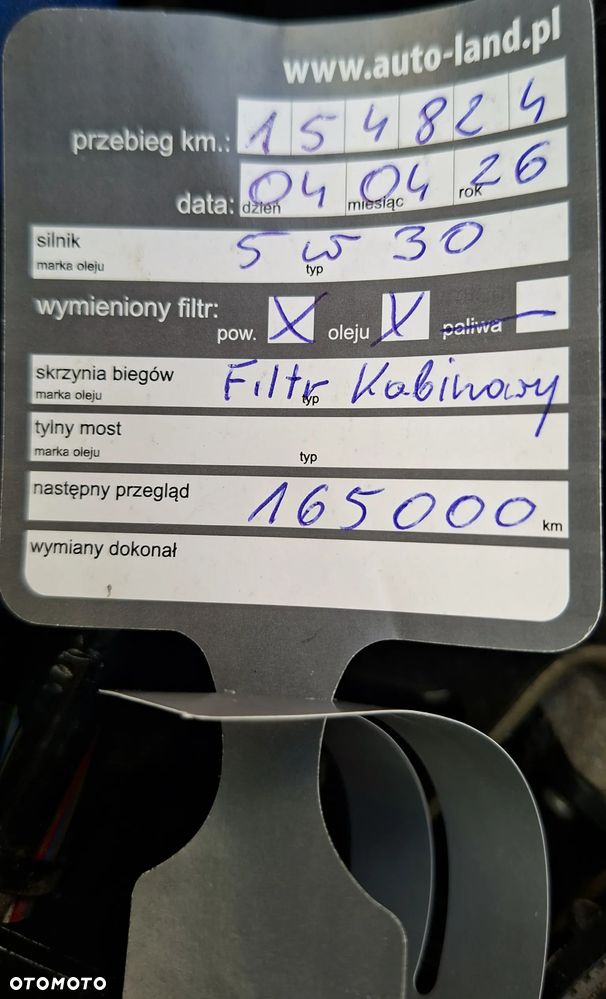 www.auto-land.pl
przebieg km.: 154824
data: 04 04 26
dzień miesiąc rok
silnik 5 w 30
marka oleju typ
wymieniony filtr:
pow. X oleju X paliwa —
skrzynia biegów Filtr Kabinowy
marka oleju typ
tylny most
marka oleju typ
następny przegląd 165000 km
wymiany dokonał
OTOMOTO